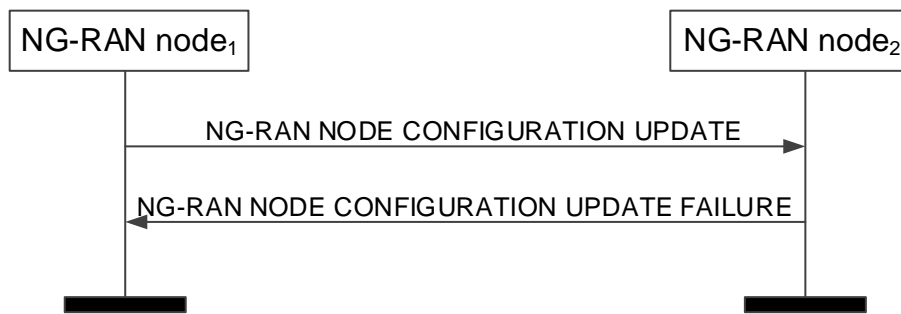 NG-RAN node₁
NG-RAN node₂
NG-RAN NODE CONFIGURATION UPDATE
NG-RAN NODE CONFIGURATION UPDATE FAILURE